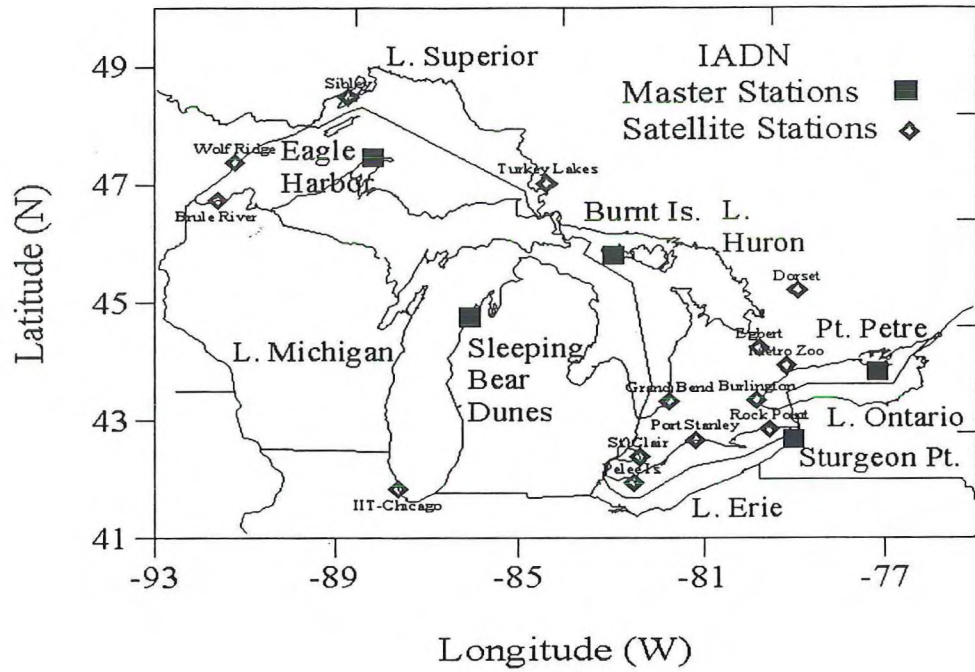 IADN
Master Stations
Satellite Stations
L. Superior
Sibley
Wolf Ridge
Eagle
Harbor
Brule River
Turkey Lakes
Burnt Is.
L.
Huron
Dorset
Egbert
Metro Zoo
Pt. Petre
L. Michigan
Sleeping
Bear
Dunes
Grand Bend
Burlington
Rock Point
L. Ontario
Port Stanley
St. Clair
Sturgeon Pt.
Pelee Is
IIT-Chicago
L. Erie
49
47
45
43
41
Latitude (N)
-93
-89
-85
-81
-77
Longitude (W)